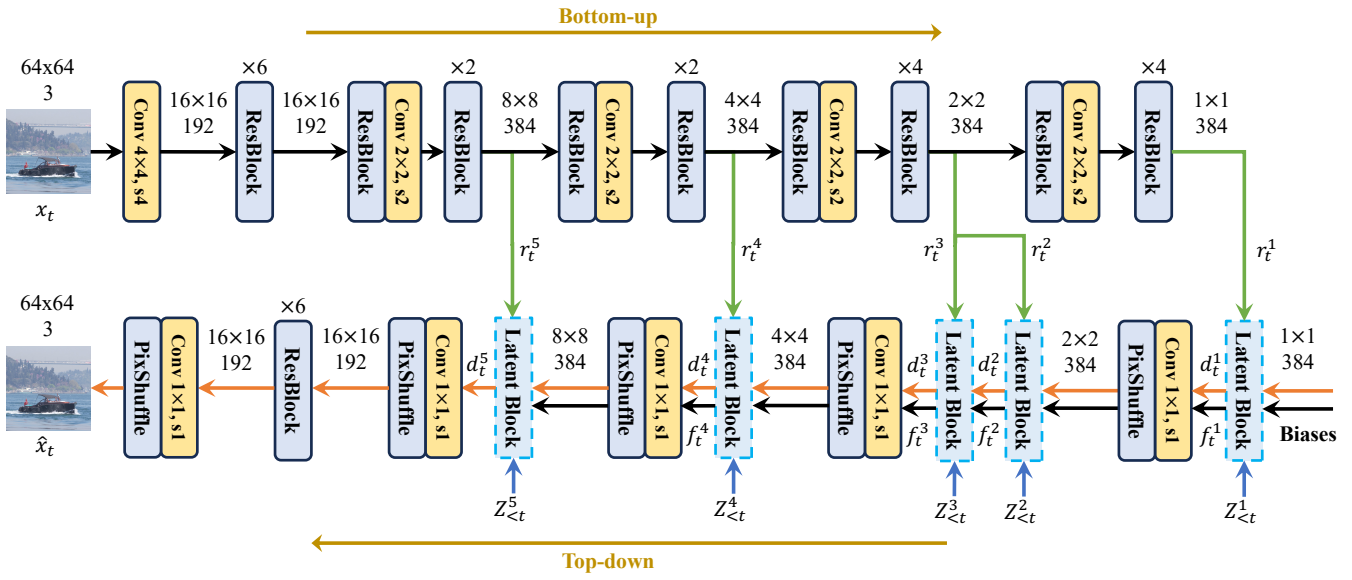 Bottom-up
64x64
3
Conv 4×4, s4
16×16
192
×6
ResBlock
16×16
192
ResBlock
Conv 2×2, s2
×2
ResBlock
8×8
384
ResBlock
Conv 2×2, s2
×2
ResBlock
4×4
384
ResBlock
Conv 2×2, s2
×4
ResBlock
2×2
384
ResBlock
Conv 2×2, s2
×4
ResBlock
1×1
384
x_t
r_t^5
r_t^4
r_t^3
r_t^2
r_t^1
64x64
3
PixShuffle
Conv 1×1, s1
16×16
192
×6
ResBlock
16×16
192
PixShuffle
Conv 1×1, s1
d_t^5
Latent Block
8×8
384
PixShuffle
Conv 1×1, s1
d_t^4
f_t^4
Latent Block
4×4
384
PixShuffle
Conv 1×1, s1
d_t^3
f_t^3
Latent Block
d_t^2
f_t^2
Latent Block
2×2
384
PixShuffle
Conv 1×1, s1
d_t^1
f_t^1
Latent Block
1×1
384
Biases
x̂_t
Z_{<t}^5
Z_{<t}^4
Z_{<t}^3
Z_{<t}^2
Z_{<t}^1
Top-down